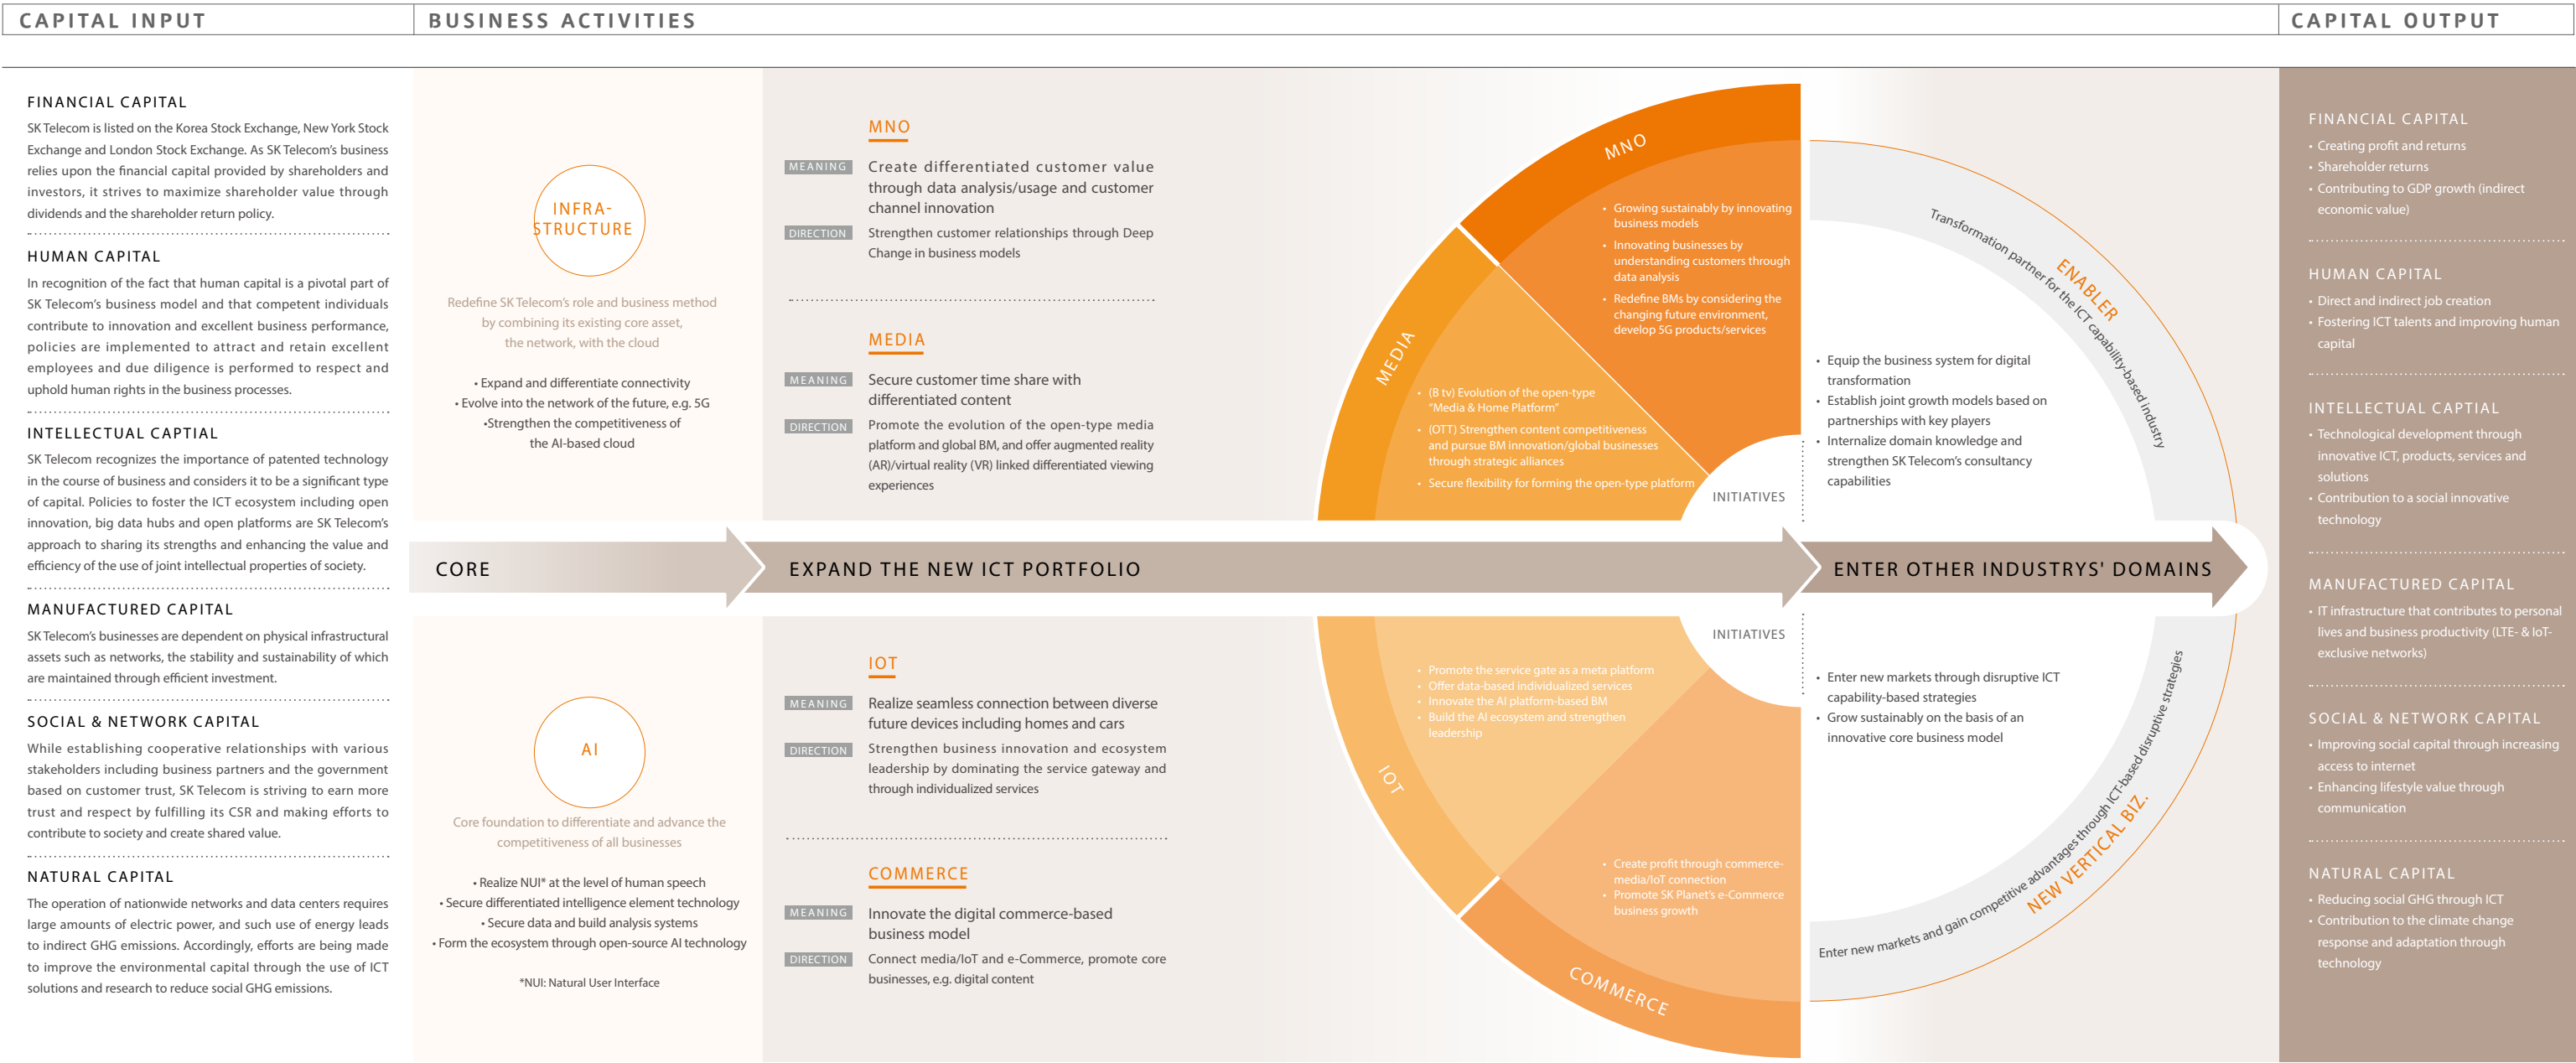 CAPITAL INPUT
BUSINESS ACTIVITIES
CAPITAL OUTPUT
FINANCIAL CAPITAL
SK Telecom is listed on the Korea Stock Exchange, New York Stock
Exchange and London Stock Exchange. As SK Telecom's business
relies upon the financial capital provided by shareholders and
investors, it strives to maximize shareholder value through
dividends and the shareholder return policy.
HUMAN CAPITAL
In recognition of the fact that human capital is a pivotal part of
SK Telecom's business model and that competent individuals
contribute to innovation and excellent business performance,
policies are implemented to attract and retain excellent
employees and due diligence is performed to respect and
uphold human rights in the business processes.
INTELLECTUAL CAPTIAL
SK Telecom recognizes the importance of patented technology
in the course of business and considers it to be a significant type
of capital. Policies to foster the ICT ecosystem including open
innovation, big data hubs and open platforms are SK Telecom's
approach to sharing its strengths and enhancing the value and
efficiency of the use of joint intellectual properties of society.
MANUFACTURED CAPITAL
SK Telecom's businesses are dependent on physical infrastructural
assets such as networks, the stability and sustainability of which
are maintained through efficient investment.
SOCIAL & NETWORK CAPITAL
While establishing cooperative relationships with various
stakeholders including business partners and the government
based on customer trust, SK Telecom is striving to earn more
trust and respect by fulfilling its CSR and making efforts to
contribute to society and create shared value.
NATURAL CAPITAL
The operation of nationwide networks and data centers requires
large amounts of electric power, and such use of energy leads
to indirect GHG emissions. Accordingly, efforts are being made
to improve the environmental capital through the use of ICT
solutions and research to reduce social GHG emissions.
INFRA-
STRUCTURE
Redefine SK Telecom's role and business method
by combining its existing core asset,
the network, with the cloud
• Expand and differentiate connectivity
• Evolve into the network of the future, e.g. 5G
•Strengthen the competitiveness of
the AI-based cloud
CORE
AI
Core foundation to differentiate and advance the
competitiveness of all businesses
• Realize NUI* at the level of human speech
• Secure differentiated intelligence element technology
• Secure data and build analysis systems
• Form the ecosystem through open-source AI technology
*NUI: Natural User Interface
MNO
MEANING
Create differentiated customer value
through data analysis/usage and customer
channel innovation
DIRECTION
Strengthen customer relationships through Deep
Change in business models
MEDIA
MEANING
Secure customer time share with
differentiated content
DIRECTION
Promote the evolution of the open-type media
platform and global BM, and offer augmented reality
(AR)/virtual reality (VR) linked differentiated viewing
experiences
EXPAND THE NEW ICT PORTFOLIO
IOT
MEANING
Realize seamless connection between diverse
future devices including homes and cars
DIRECTION
Strengthen business innovation and ecosystem
leadership by dominating the service gateway and
through individualized services
COMMERCE
MEANING
Innovate the digital commerce-based
business model
DIRECTION
Connect media/IoT and e-Commerce, promote core
businesses, e.g. digital content
MNO
• Growing sustainably by innovating
business models
• Innovating businesses by
understanding customers through
data analysis
• Redefine BMs by considering the
changing future environment,
develop 5G products/services
MEDIA
• (B tv) Evolution of the open-type
"Media & Home Platform"
• (OTT) Strengthen content competitiveness
and pursue BM innovation/global businesses
through strategic alliances
• Secure flexibility for forming the open-type platform
INITIATIVES
INITIATIVES
IOT
• Promote the service gate as a meta platform
• Offer data-based individualized services
• Innovate the AI platform-based BM
• Build the AI ecosystem and strengthen
leadership
COMMERCE
• Create profit through commerce-
media/IoT connection
• Promote SK Planet's e-Commerce
business growth
ENABLER
Transformation partner for the ICT capability-based industry
• Equip the business system for digital
transformation
• Establish joint growth models based on
partnerships with key players
• Internalize domain knowledge and
strengthen SK Telecom's consultancy
capabilities
ENTER OTHER INDUSTRYS' DOMAINS
• Enter new markets through disruptive ICT
capability-based strategies
• Grow sustainably on the basis of an
innovative core business model
Enter new markets and gain competitive advantages through ICT-based disruptive strategies
NEW VERTICAL BIZ.
FINANCIAL CAPITAL
• Creating profit and returns
• Shareholder returns
• Contributing to GDP growth (indirect
economic value)
HUMAN CAPITAL
• Direct and indirect job creation
• Fostering ICT talents and improving human
capital
INTELLECTUAL CAPTIAL
• Technological development through
innovative ICT, products, services and
solutions
• Contribution to a social innovative
technology
MANUFACTURED CAPITAL
• IT infrastructure that contributes to personal
lives and business productivity (LTE- & IoT-
exclusive networks)
SOCIAL & NETWORK CAPITAL
• Improving social capital through increasing
access to internet
• Enhancing lifestyle value through
communication
NATURAL CAPITAL
• Reducing social GHG through ICT
• Contribution to the climate change
response and adaptation through
technology